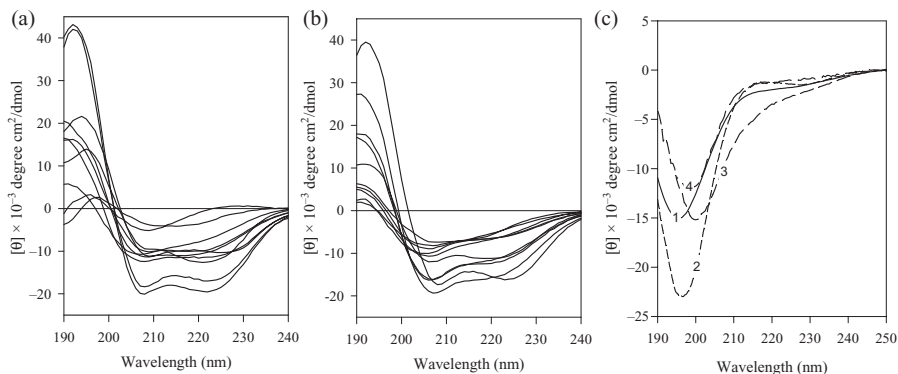 (a)
[θ] × 10⁻³ degree cm²/dmol
40
30
20
10
0
−10
−20
190 200 210 220 230 240
Wavelength (nm)
(b)
[θ] × 10⁻³ degree cm²/dmol
40
30
20
10
0
−10
−20
190 200 210 220 230 240
Wavelength (nm)
(c)
[θ] × 10⁻³ degree cm²/dmol
5
0
−5
−10
−15
−20
−25
4
3
1
2
190 200 210 220 230 240 250
Wavelength (nm)